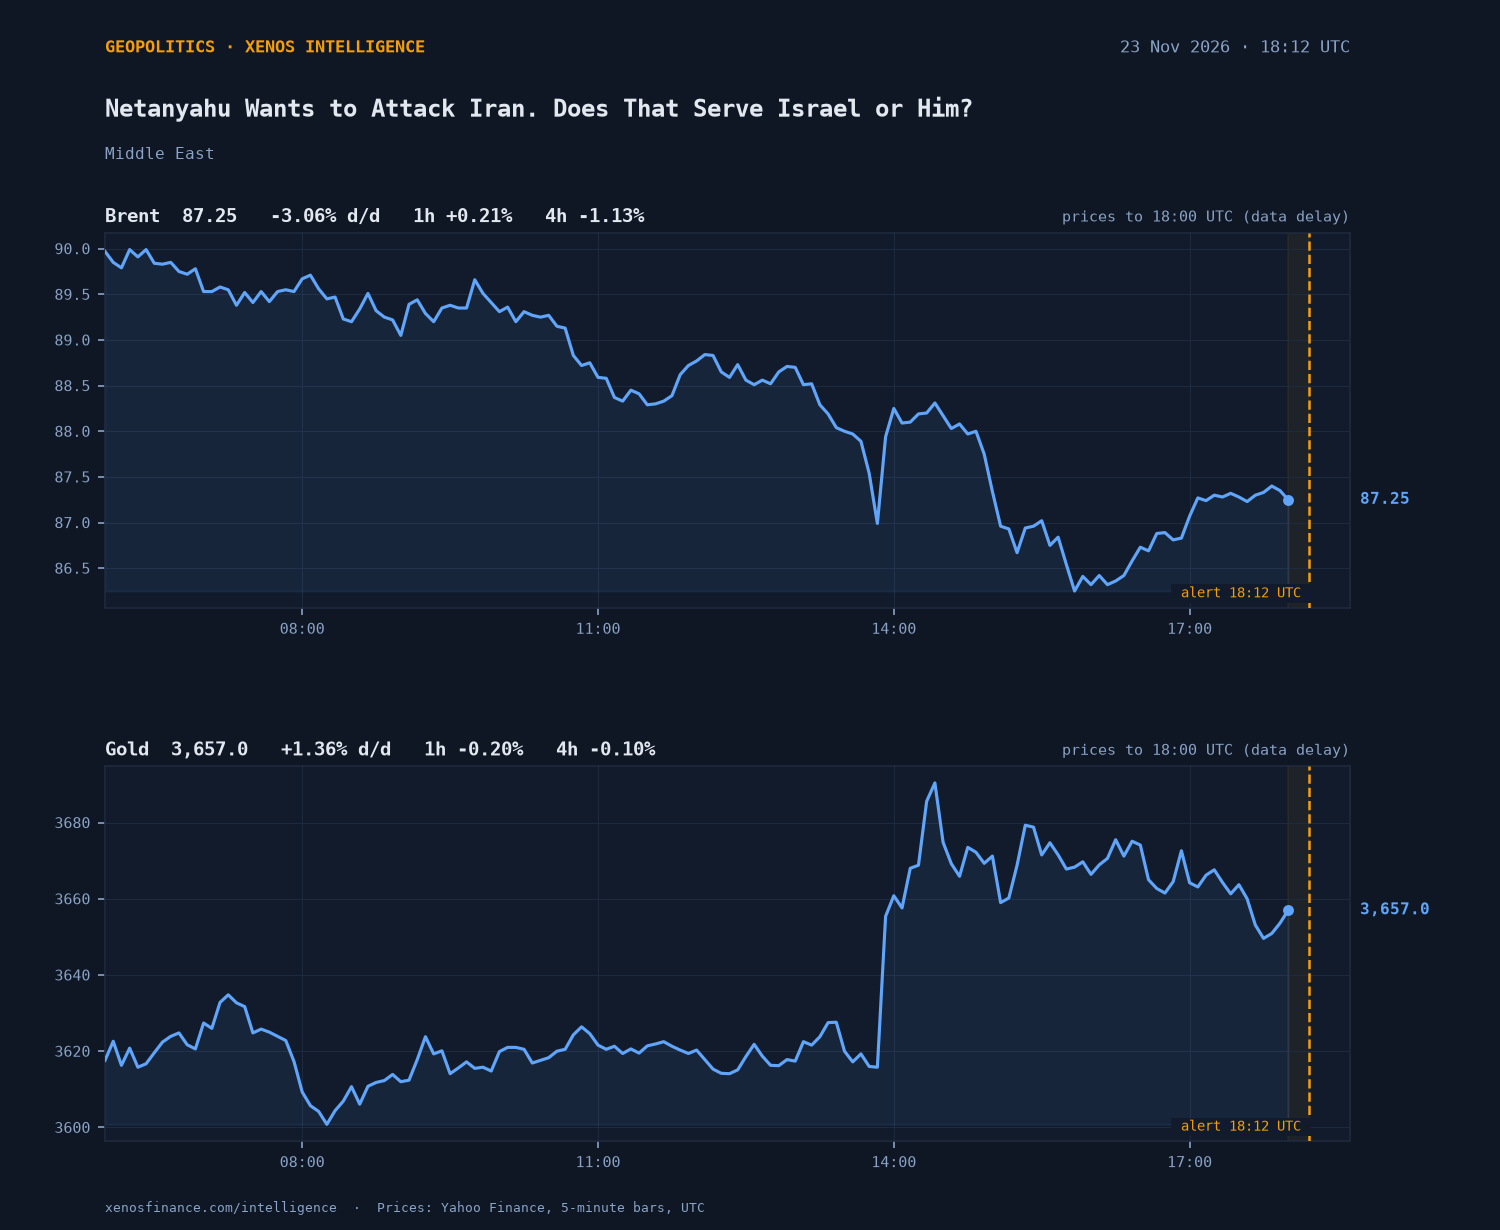 GEOPOLITICS · XENOS INTELLIGENCE
23 Nov 2026 · 18:12 UTC
Netanyahu Wants to Attack Iran. Does That Serve Israel or Him?
Middle East
Brent  87.25   -3.06% d/d   1h +0.21%   4h -1.13%
prices to 18:00 UTC (data delay)
90.0
89.5
89.0
88.5
88.0
87.5
87.0
86.5
87.25
alert 18:12 UTC
08:00
11:00
14:00
17:00
Gold  3,657.0   +1.36% d/d   1h -0.20%   4h -0.10%
prices to 18:00 UTC (data delay)
3680
3660
3640
3620
3600
3,657.0
alert 18:12 UTC
08:00
11:00
14:00
17:00
xenosfinance.com/intelligence  ·  Prices: Yahoo Finance, 5-minute bars, UTC